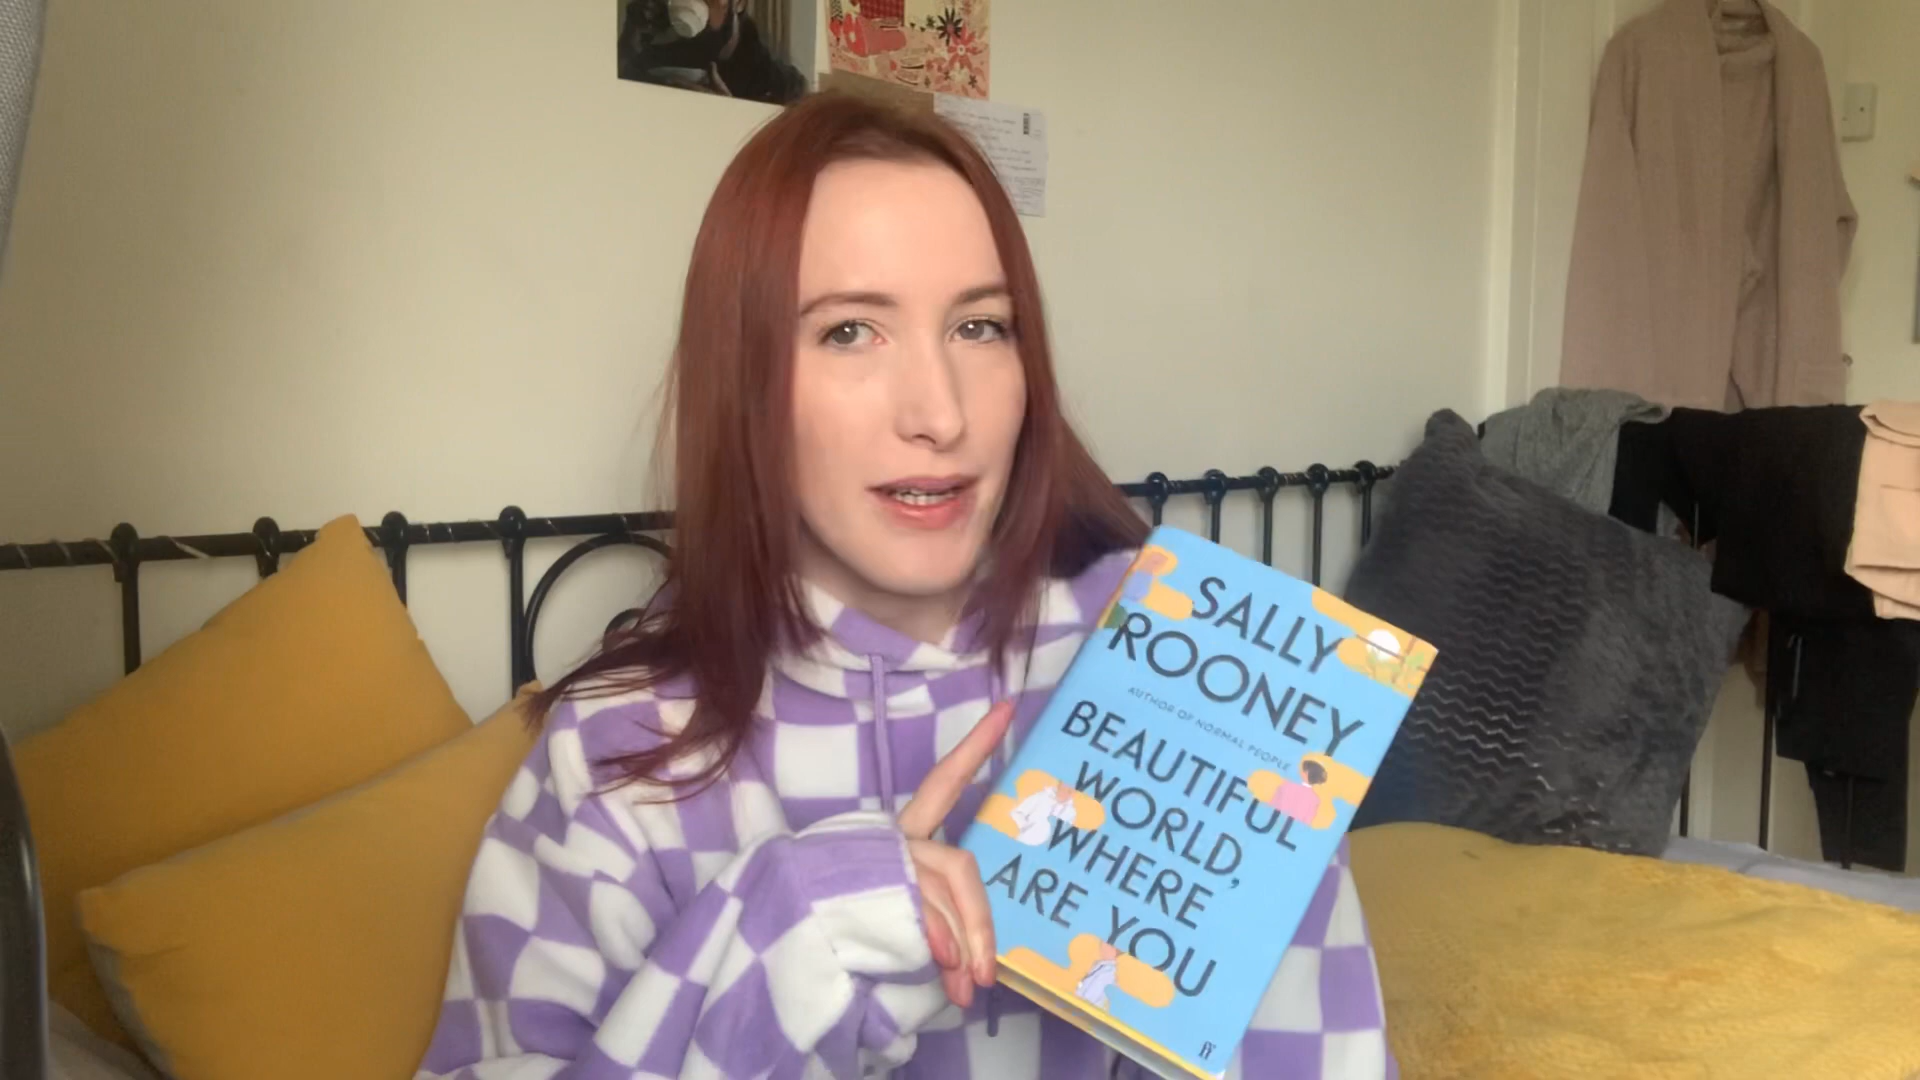 SALLY
ROONEY
AUTHOR OF NORMAL PEOPLE
BEAUTIFUL
WORLD,
WHERE
ARE YOU
ff